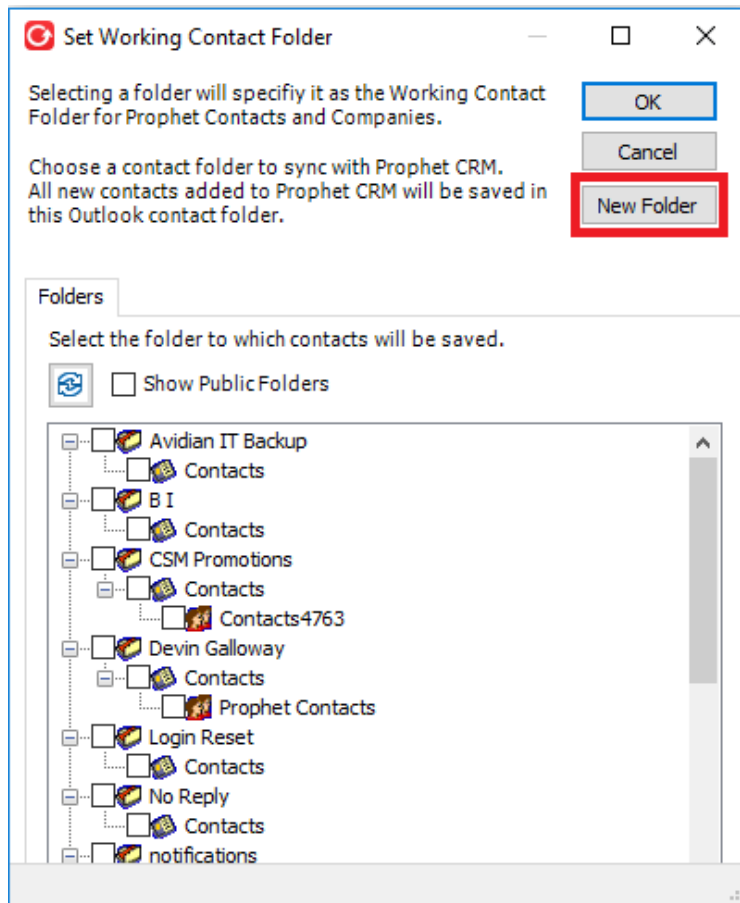 Set Working Contact Folder
Selecting a folder will specifiy it as the Working Contact
Folder for Prophet Contacts and Companies.
Choose a contact folder to sync with Prophet CRM.
All new contacts added to Prophet CRM will be saved in
this Outlook contact folder.
OK
Cancel
New Folder
Folders
Select the folder to which contacts will be saved.
Show Public Folders
Avidian IT Backup
Contacts
B I
Contacts
CSM Promotions
Contacts
Contacts4763
Devin Galloway
Contacts
Prophet Contacts
Login Reset
Contacts
No Reply
Contacts
notifications